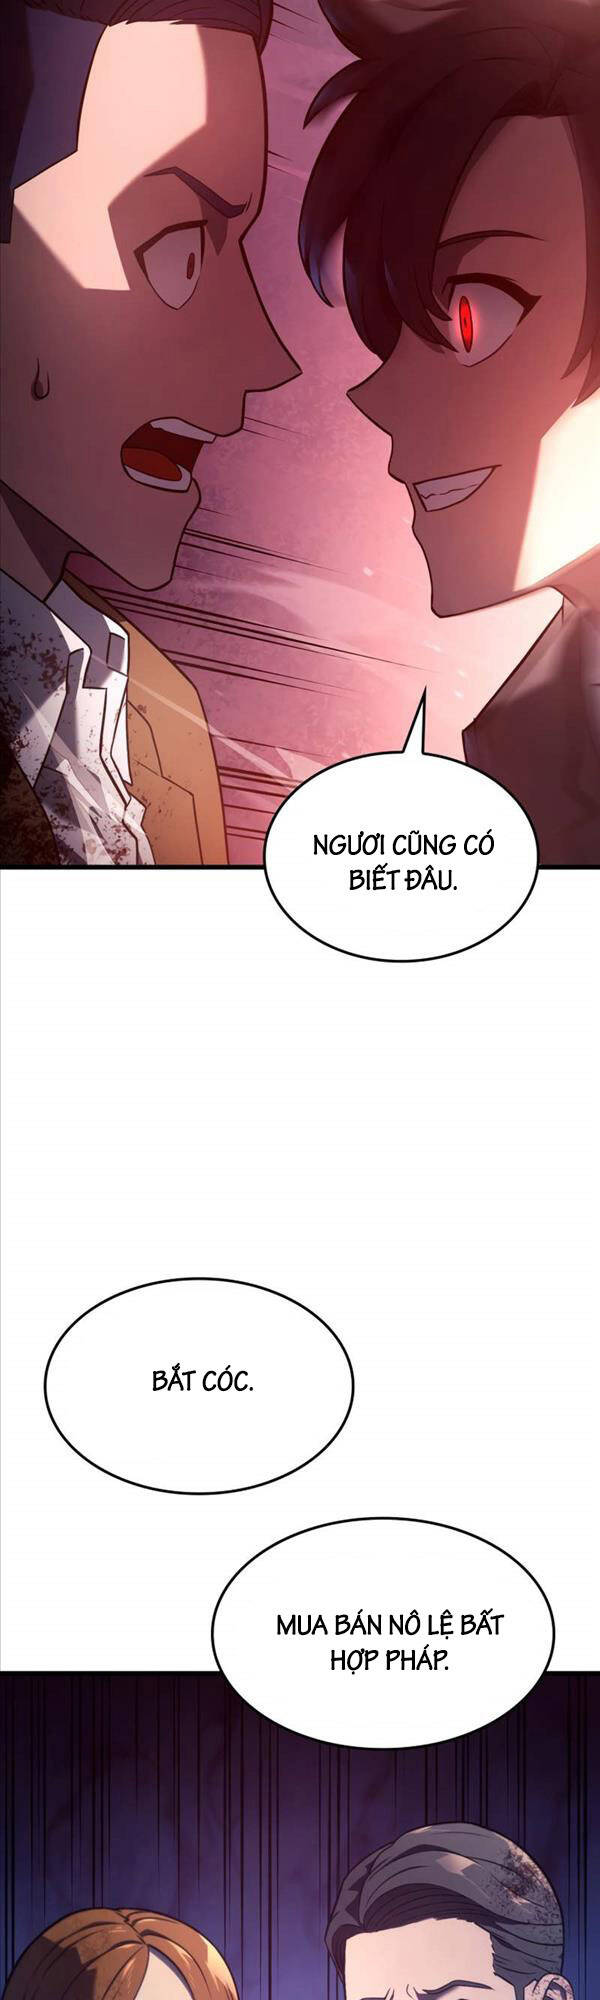 NGƯƠI CŨNG CÓ
BIẾT ĐÂU.
BẮT CÓC.
MUA BÁN NÔ LỆ BẤT
HỢP PHÁP.